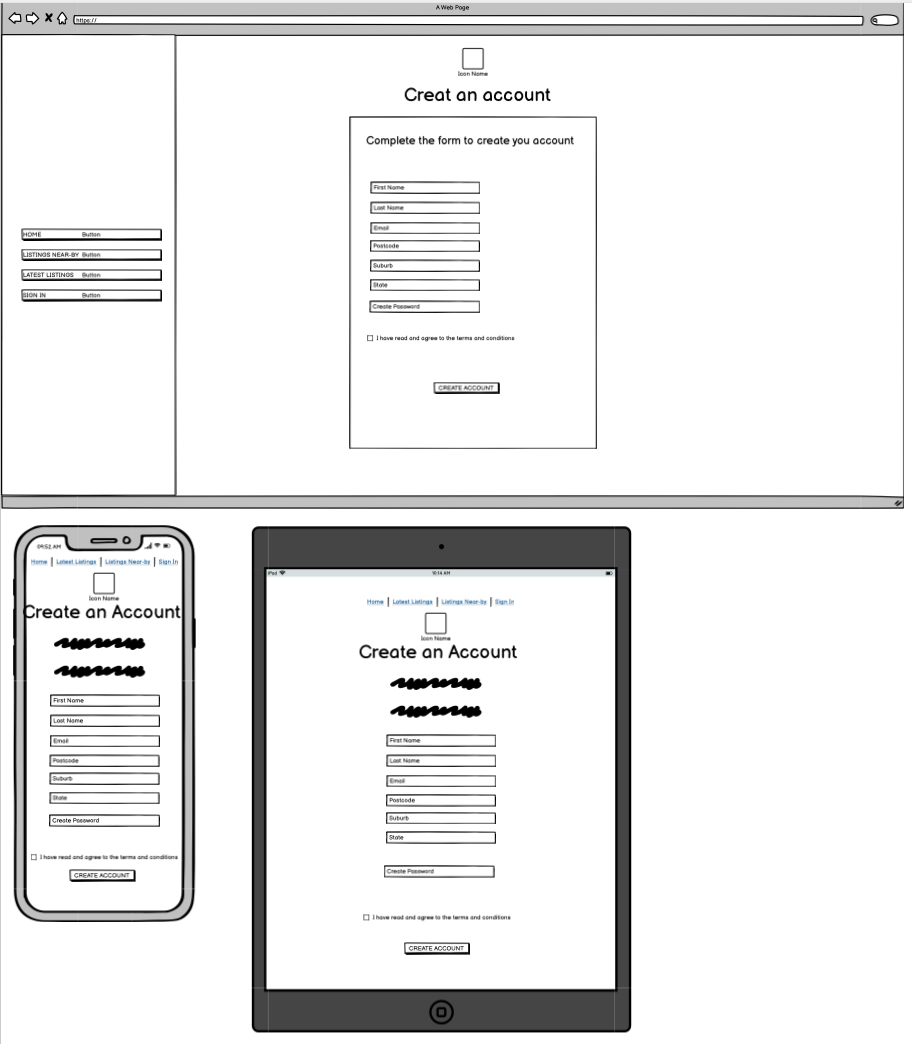 A Web Page
https://
Icon Name
Creat an account
Complete the form to create you account
First Name
Last Name
Email
Postcode
Suburb
State
Create Password
I have read and agree to the terms and conditions
CREATE ACCOUNT
HOME Button
LISTINGS NEAR-BY Button
LATEST LISTINGS Button
SIGN IN Button
09:52 AM
Home | Latest Listings | Listings Near-by | Sign In
Icon Name
Create an Account
First Name
Last Name
Email
Postcode
Suburb
State
Create Password
I have read and agree to the terms and conditions
CREATE ACCOUNT
iPad 10:14 AM
Home | Latest Listings | Listings Near-by | Sign In
Icon Name
Create an Account
First Name
Last Name
Email
Postcode
Suburb
State
Create Password
I have read and agree to the terms and conditions
CREATE ACCOUNT